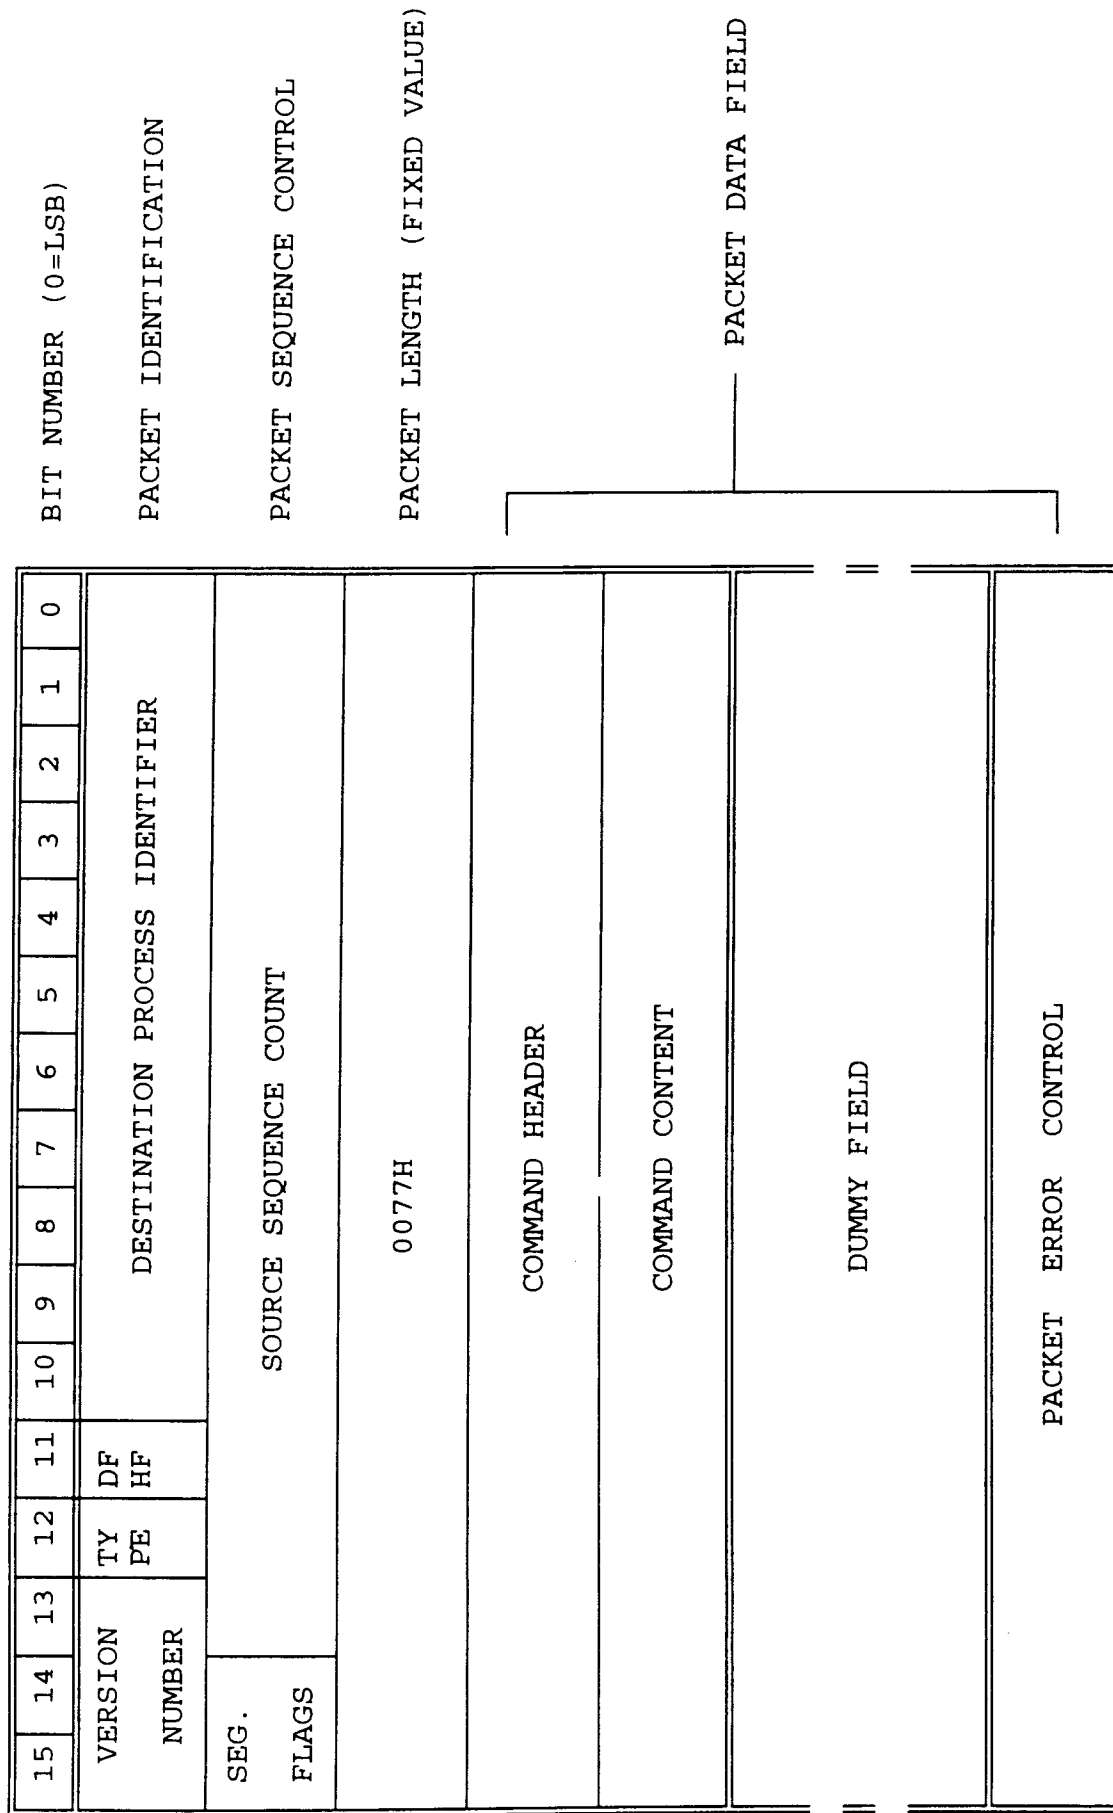 15 14 13 12 11 10 9 8 7 6 5 4 3 2 1 0 BIT NUMBER (0=LSB)
VERSION NUMBER
TY PE
DF HF
DESTINATION PROCESS IDENTIFIER
PACKET IDENTIFICATION
SEG. FLAGS
SOURCE SEQUENCE COUNT
PACKET SEQUENCE CONTROL
0077H
PACKET LENGTH (FIXED VALUE)
COMMAND HEADER
COMMAND CONTENT
PACKET DATA FIELD
DUMMY FIELD
PACKET ERROR CONTROL